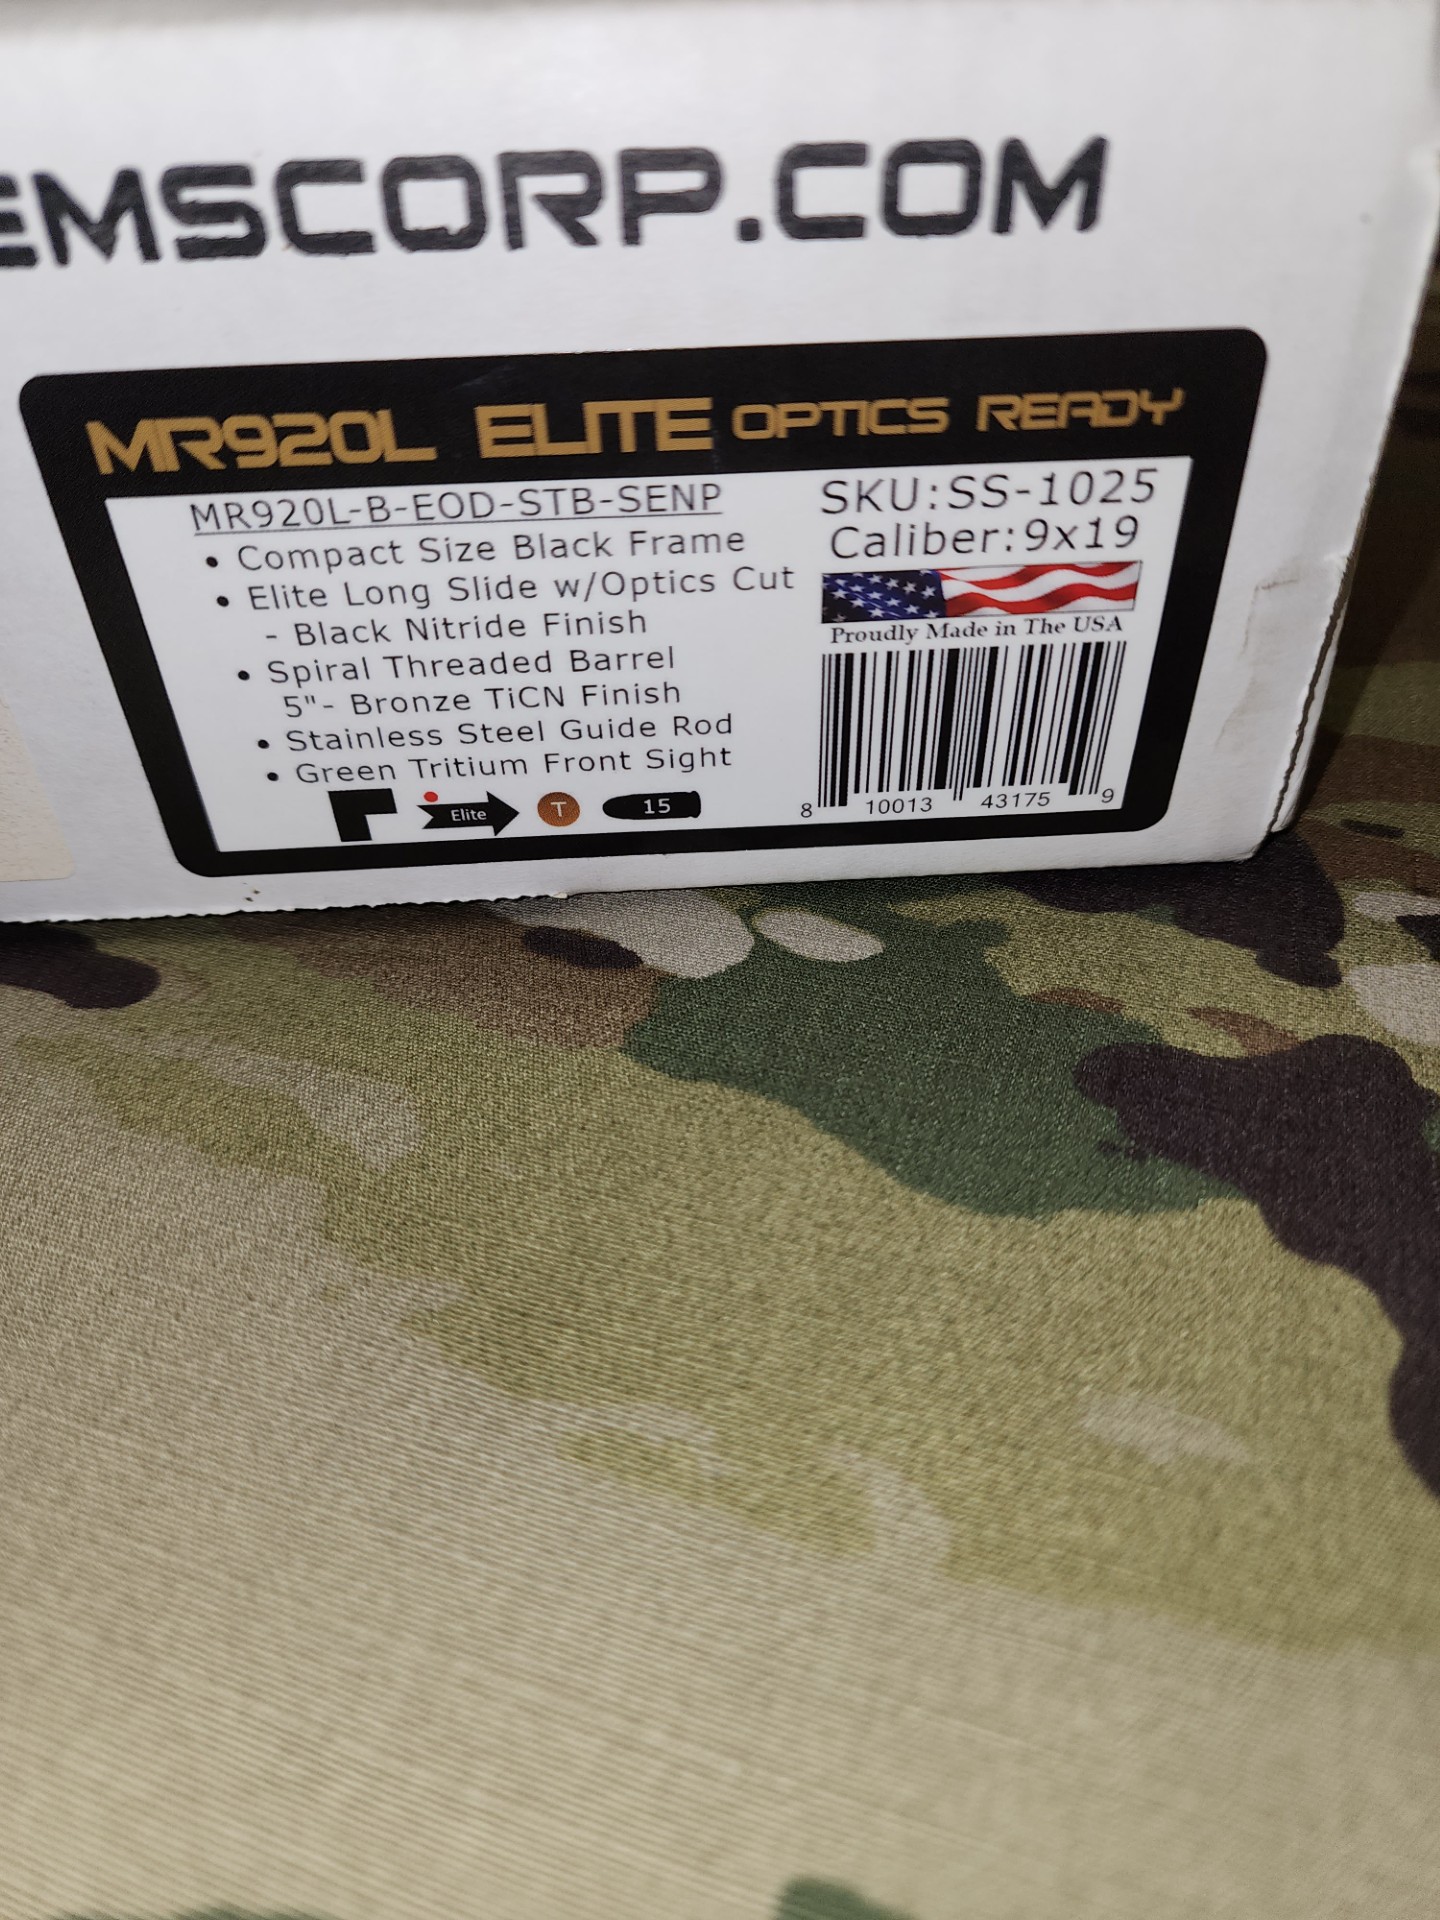 EMSCORP.COM
MR920L ELITE OPTICS READY
MR920L-B-EOD-STB-SENP
• Compact Size Black Frame
• Elite Long Slide w/Optics Cut
- Black Nitride Finish
• Spiral Threaded Barrel
5"- Bronze TiCN Finish
• Stainless Steel Guide Rod
• Green Tritium Front Sight
Elite T 15
SKU:SS-1025
Caliber:9x19
Proudly Made in The USA
8 10013 43175 9